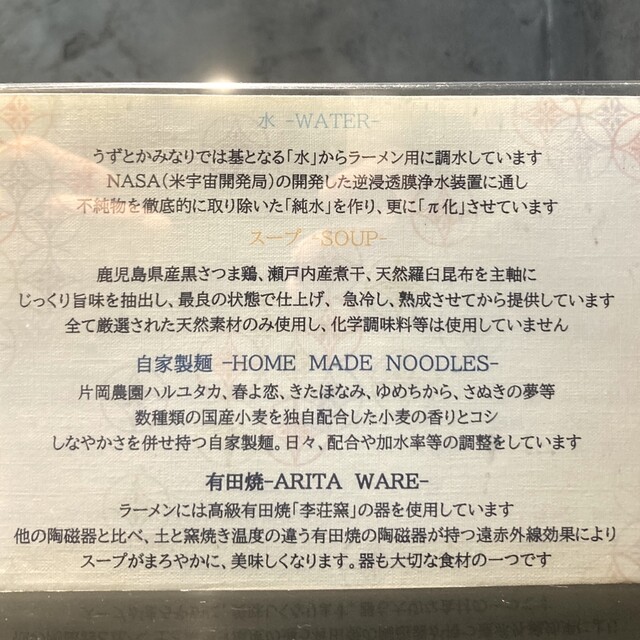 水 -WATER-
うずとかみなりでは基となる「水」からラーメン用に調水しています
NASA(米宇宙開発局)の開発した逆浸透膜浄水装置に通し
不純物を徹底的に取り除いた「純水」を作り、更に「π化」させています
スープ -SOUP-
鹿児島県産黒さつま鶏、瀬戸内産煮干、天然羅臼昆布を主軸に
じっくり旨味を抽出し、最良の状態で仕上げ、急冷し、熟成させてから提供しています
全て厳選された天然素材のみ使用し、化学調味料等は使用していません
自家製麺 -HOME MADE NOODLES-
片岡農園ハルユタカ、春よ恋、きたほなみ、ゆめちから、さぬきの夢等
数種類の国産小麦を独自配合した小麦の香りとコシ
しなやかさを併せ持つ自家製麺。日々、配合や加水率等の調整をしています
有田焼-ARITA WARE-
ラーメンには高級有田焼「李荘窯」の器を使用しています
他の陶磁器と比べ、土と窯焼き温度の違う有田焼の陶磁器が持つ遠赤外線効果により
スープがまろやかに、美味しくなります。器も大切な食材の一つです